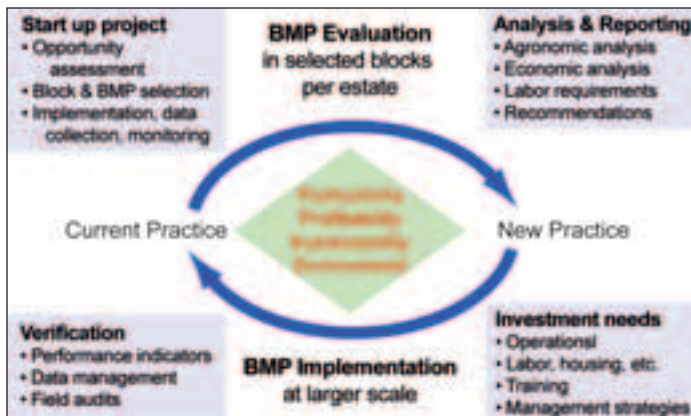 Start up project
• Opportunity
assessment
• Block & BMP selection
• Implementation, data
collection, monitoring
BMP Evaluation
in selected blocks
per estate
Analysis & Reporting
• Agronomic analysis
• Economic analysis
• Labor requirements
• Recommendations
Current Practice
Profitability
New Practice
Verification
• Performance indicators
• Data management
• Field audits
BMP Implementation
at larger scale
Investment needs
• Operational
• Labor, housing, etc.
• Training
• Management strategies